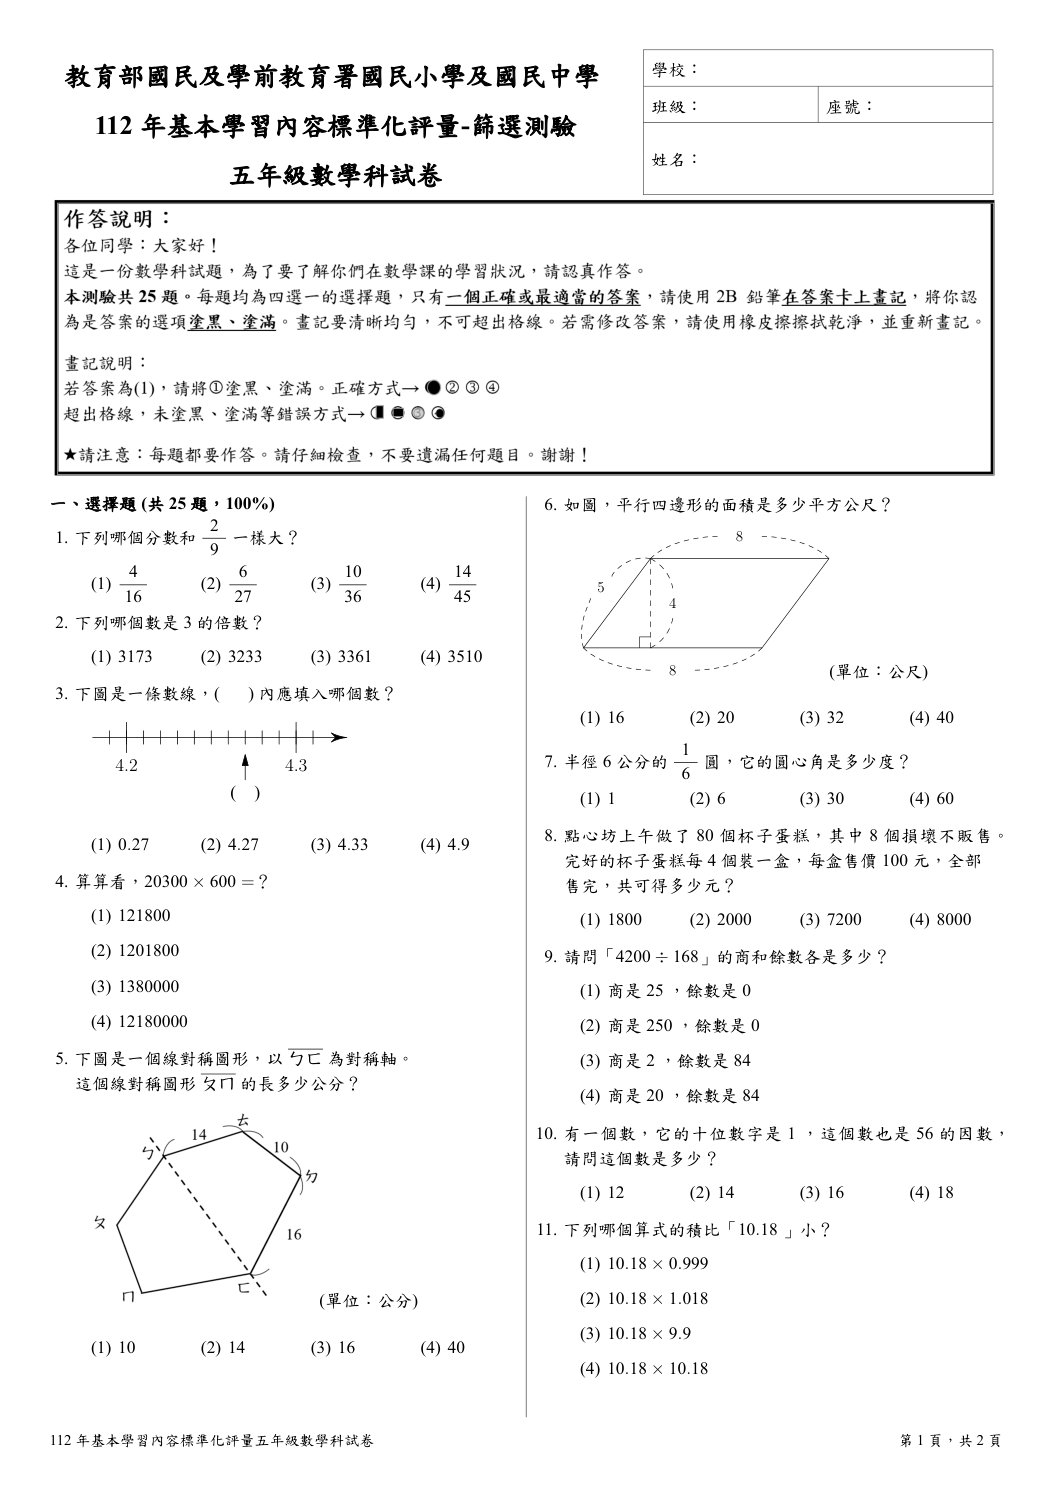 教育部國民及學前教育署國民小學及國民中學
112 年基本學習內容標準化評量-篩選測驗
五年級數學科試卷
學校：
班級：
座號：
姓名：
作答說明：
各位同學：大家好！
這是一份數學科試題，為了要了解你們在數學課的學習狀況，請認真作答。
本測驗共 25 題。每題均為四選一的選擇題，只有一個正確或最適當的答案，請使用 2B 鉛筆在答案卡上畫記，將你認
為是答案的選項塗黑、塗滿。畫記要清晰均勻，不可超出格線。若需修改答案，請使用橡皮擦擦拭乾淨，並重新畫記。
畫記說明：
若答案為(1)，請將①塗黑、塗滿。正確方式→ ● ② ③ ④
超出格線，未塗黑、塗滿等錯誤方式→
★請注意：每題都要作答。請仔細檢查，不要遺漏任何題目。謝謝！
一、選擇題 (共 25 題，100%)
1. 下列哪個分數和 2/9 一樣大？
(1) 4/16 (2) 6/27 (3) 10/36 (4) 14/45
2. 下列哪個數是 3 的倍數？
(1) 3173 (2) 3233 (3) 3361 (4) 3510
3. 下圖是一條數線，( ) 內應填入哪個數？
4.2 4.3
( )
(1) 0.27 (2) 4.27 (3) 4.33 (4) 4.9
4. 算算看，20300 × 600 =？
(1) 121800
(2) 1201800
(3) 1380000
(4) 12180000
5. 下圖是一個線對稱圖形，以 ㄅㄈ 為對稱軸。
這個線對稱圖形 ㄆㄇ 的長多少公分？
ㄊ
14
10
ㄅ
ㄉ
ㄆ
16
ㄈ
ㄇ
(單位：公分)
(1) 10 (2) 14 (3) 16 (4) 40
6. 如圖，平行四邊形的面積是多少平方公尺？
8
5
4
8
(單位：公尺)
(1) 16 (2) 20 (3) 32 (4) 40
7. 半徑 6 公分的 1/6 圓，它的圓心角是多少度？
(1) 1 (2) 6 (3) 30 (4) 60
8. 點心坊上午做了 80 個杯子蛋糕，其中 8 個損壞不販售。
完好的杯子蛋糕每 4 個裝一盒，每盒售價 100 元，全部
售完，共可得多少元？
(1) 1800 (2) 2000 (3) 7200 (4) 8000
9. 請問「4200 ÷ 168」的商和餘數各是多少？
(1) 商是 25 ，餘數是 0
(2) 商是 250 ，餘數是 0
(3) 商是 2 ，餘數是 84
(4) 商是 20 ，餘數是 84
10. 有一個數，它的十位數字是 1 ，這個數也是 56 的因數，
請問這個數是多少？
(1) 12 (2) 14 (3) 16 (4) 18
11. 下列哪個算式的積比「10.18 」小？
(1) 10.18 × 0.999
(2) 10.18 × 1.018
(3) 10.18 × 9.9
(4) 10.18 × 10.18
112 年基本學習內容標準化評量五年級數學科試卷
第 1 頁，共 2 頁